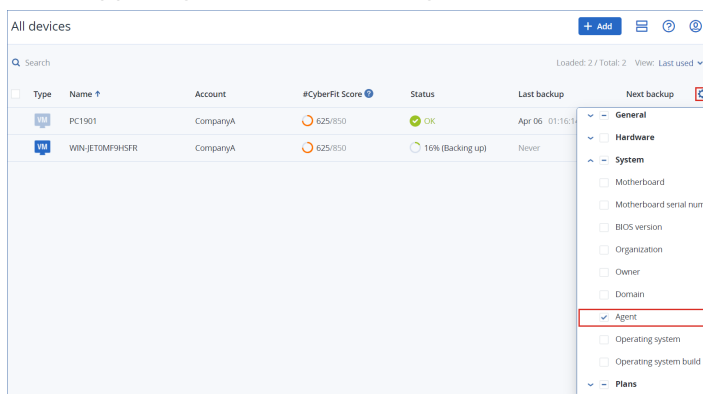 All devices
+ Add
Search
Loaded: 2 / Total: 2 View: Last used
Type Name ↑ Account #CyberFit Score ? Status Last backup Next backup
VM PC1901 CompanyA 625/850 OK Apr 06 01:16:1
VM WIN-JET0MF9HSFR CompanyA 625/850 16% (Backing up) Never
General
Hardware
System
Motherboard
Motherboard serial num
BIOS version
Organization
Owner
Domain
Agent
Operating system
Operating system build
Plans